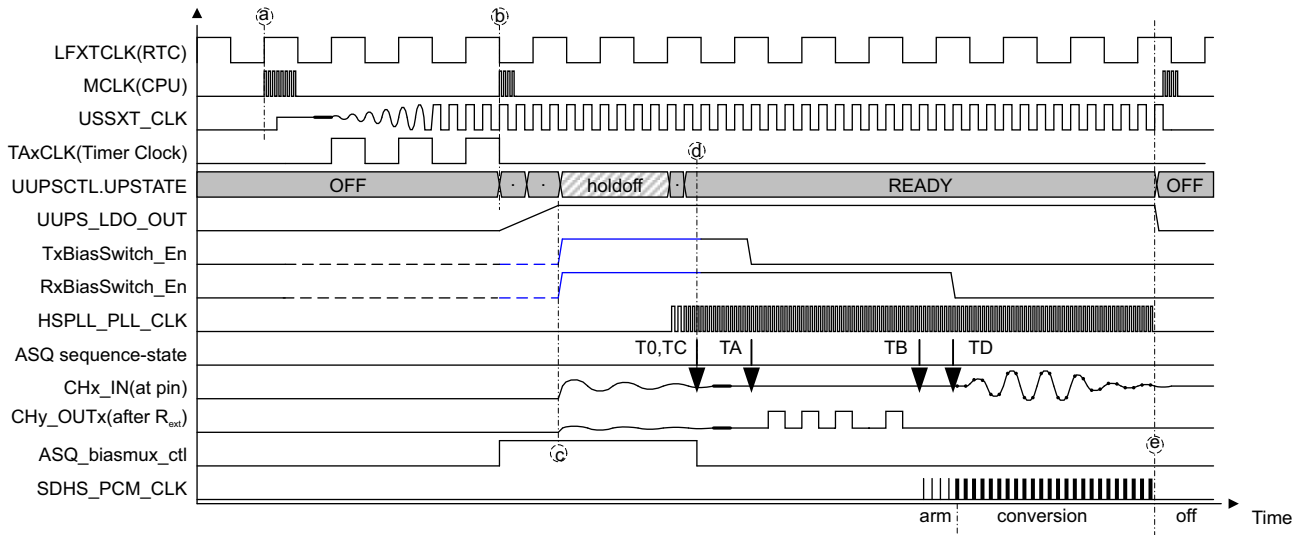 a
b
LFXTCLK(RTC)
MCLK(CPU)
USSXT_CLK
TAxCLK(Timer Clock)
d
UUPSCTL.UPSTATE
OFF
·
·
holdoff
·
READY
OFF
UUPS_LDO_OUT
TxBiasSwitch_En
RxBiasSwitch_En
HSPLL_PLL_CLK
ASQ sequence-state
T0,TC
TA
TB
TD
CHx_IN(at pin)
CHy_OUTx(after Rext)
ASQ_biasmux_ctl
c
e
SDHS_PCM_CLK
arm
conversion
off
Time